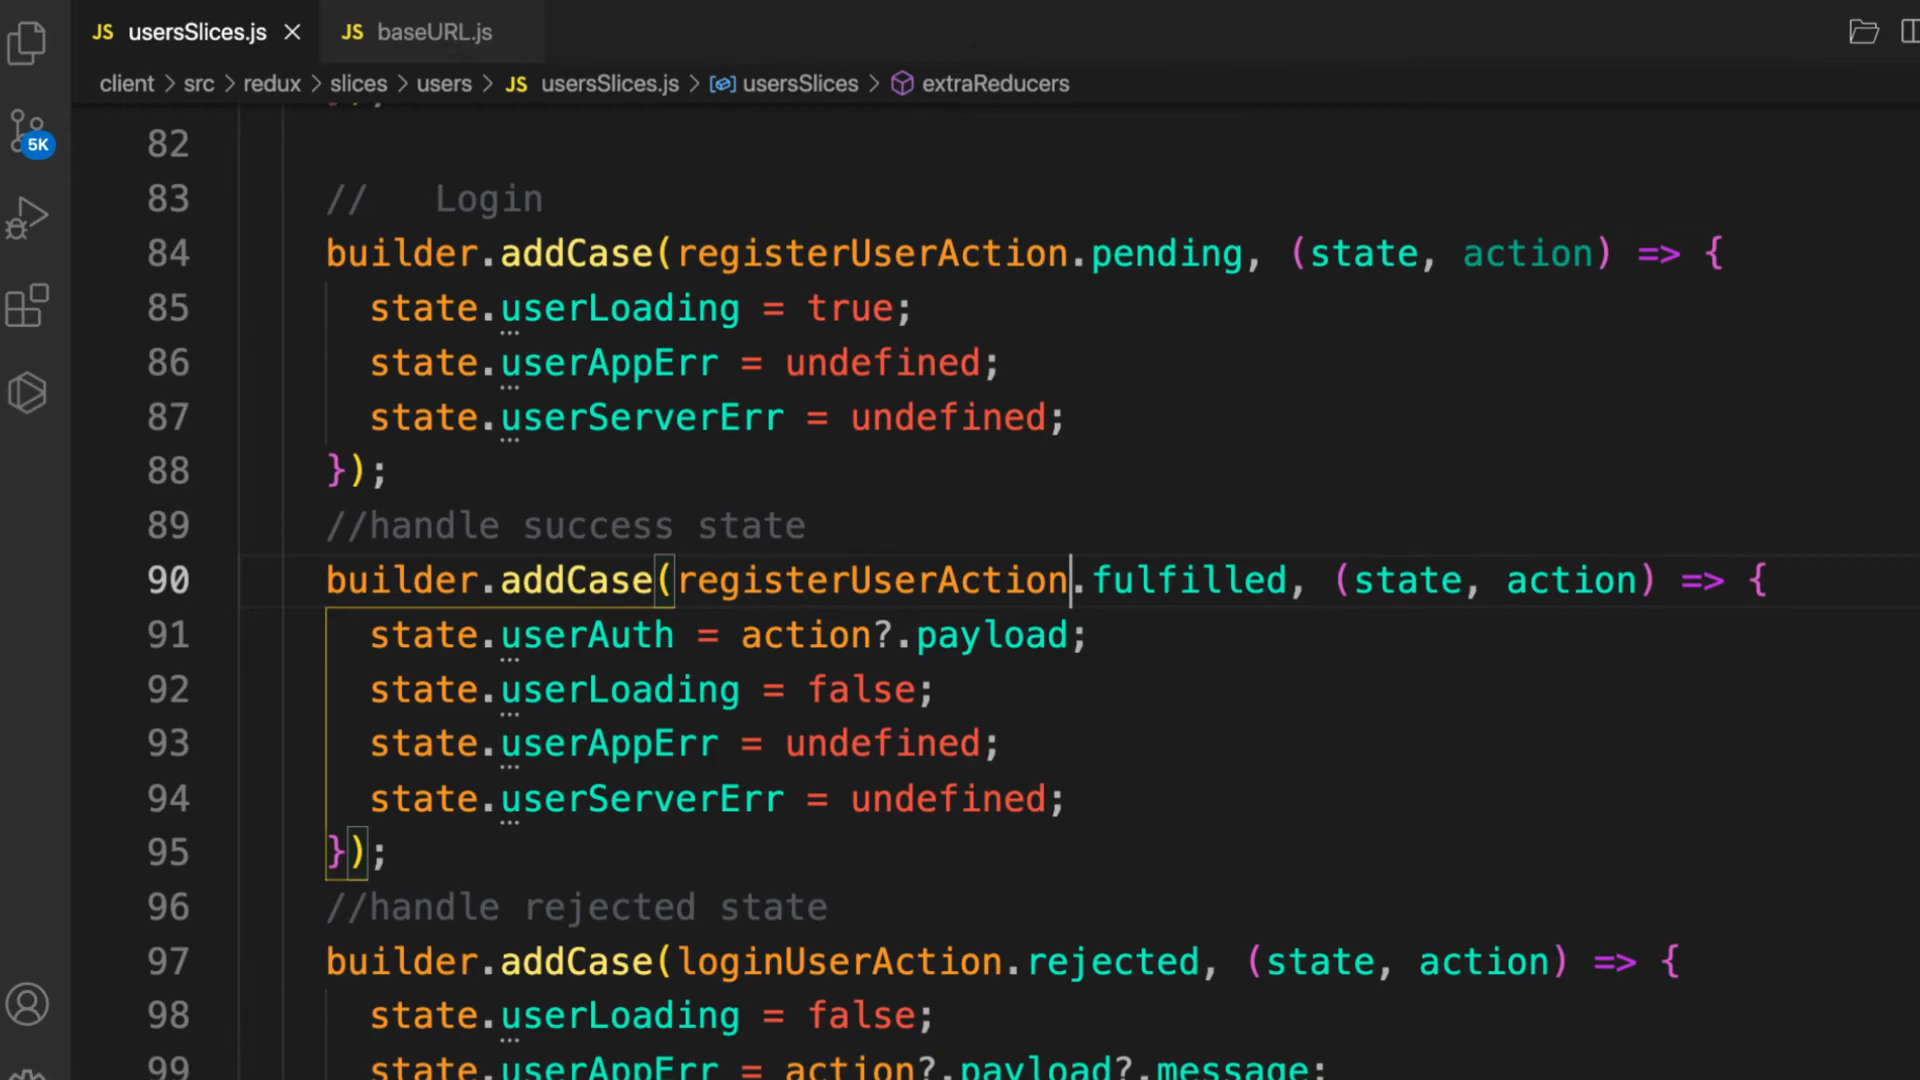 JS usersSlices.js × JS baseURL.js
client > src > redux > slices > users > JS usersSlices.js > usersSlices > extraReducers
5K
});
82
83 // Login
84 builder.addCase(registerUserAction.pending, (state, action) => {
85 state.userLoading = true;
86 state.userAppErr = undefined;
87 state.userServerErr = undefined;
88 });
89 //handle success state
90 builder.addCase(registerUserAction.fulfilled, (state, action) => {
91 state.userAuth = action?.payload;
92 state.userLoading = false;
93 state.userAppErr = undefined;
94 state.userServerErr = undefined;
95 });
96 //handle rejected state
97 builder.addCase(loginUserAction.rejected, (state, action) => {
98 state.userLoading = false;
99 state.userAppErr = action?.payload?.message;